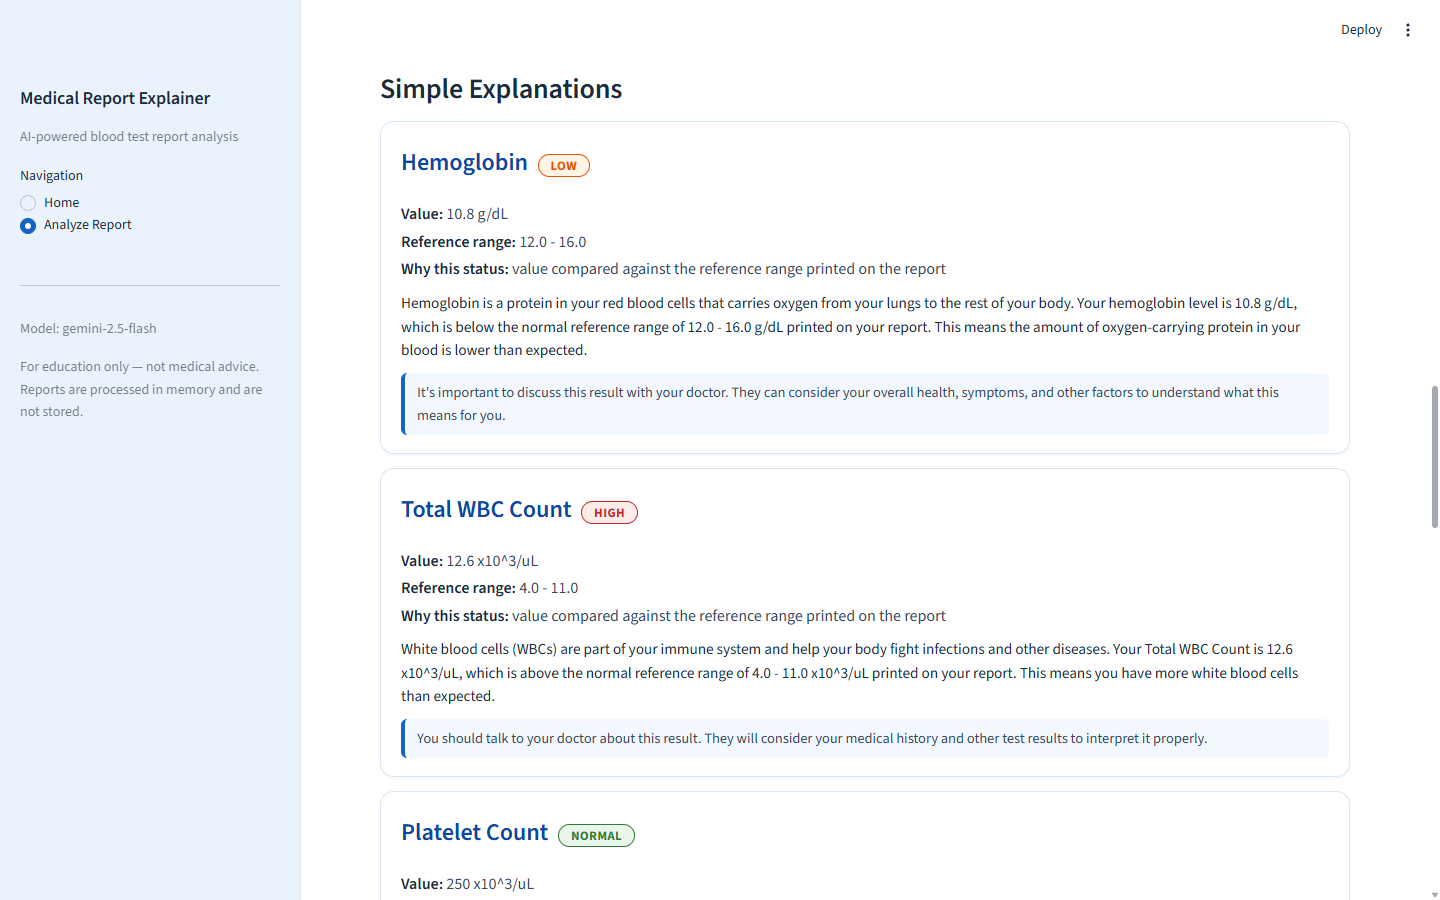 Deploy
Medical Report Explainer
AI-powered blood test report analysis
Navigation
Home
Analyze Report
Model: gemini-2.5-flash
For education only — not medical advice.
Reports are processed in memory and are
not stored.
Simple Explanations
Hemoglobin LOW
Value: 10.8 g/dL
Reference range: 12.0 - 16.0
Why this status: value compared against the reference range printed on the report
Hemoglobin is a protein in your red blood cells that carries oxygen from your lungs to the rest of your body. Your hemoglobin level is 10.8 g/dL,
which is below the normal reference range of 12.0 - 16.0 g/dL printed on your report. This means the amount of oxygen-carrying protein in your
blood is lower than expected.
It's important to discuss this result with your doctor. They can consider your overall health, symptoms, and other factors to understand what this
means for you.
Total WBC Count HIGH
Value: 12.6 x10^3/uL
Reference range: 4.0 - 11.0
Why this status: value compared against the reference range printed on the report
White blood cells (WBCs) are part of your immune system and help your body fight infections and other diseases. Your Total WBC Count is 12.6
x10^3/uL, which is above the normal reference range of 4.0 - 11.0 x10^3/uL printed on your report. This means you have more white blood cells
than expected.
You should talk to your doctor about this result. They will consider your medical history and other test results to interpret it properly.
Platelet Count NORMAL
Value: 250 x10^3/uL